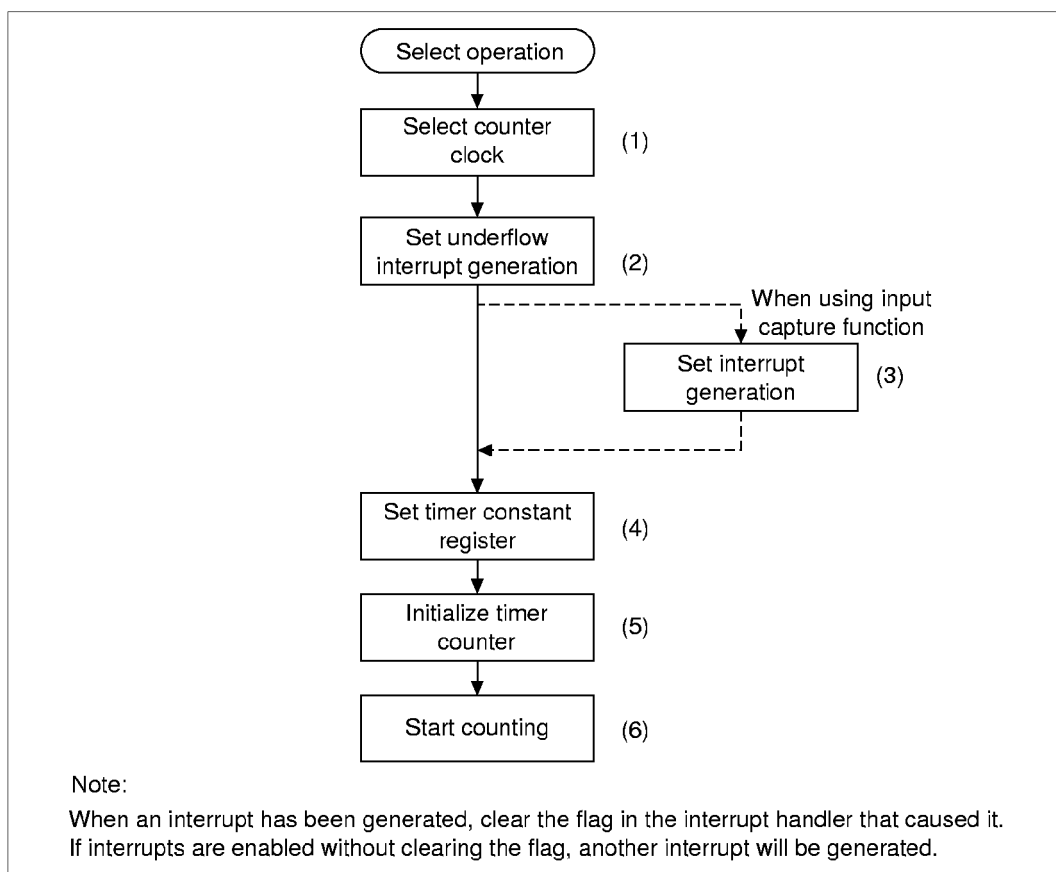 Select operation
Select counter
clock
(1)
Set underflow
interrupt generation
(2)
When using input
capture function
Set interrupt
generation
(3)
Set timer constant
register
(4)
Initialize timer
counter
(5)
Start counting
(6)
Note:
When an interrupt has been generated, clear the flag in the interrupt handler that caused it.
If interrupts are enabled without clearing the flag, another interrupt will be generated.